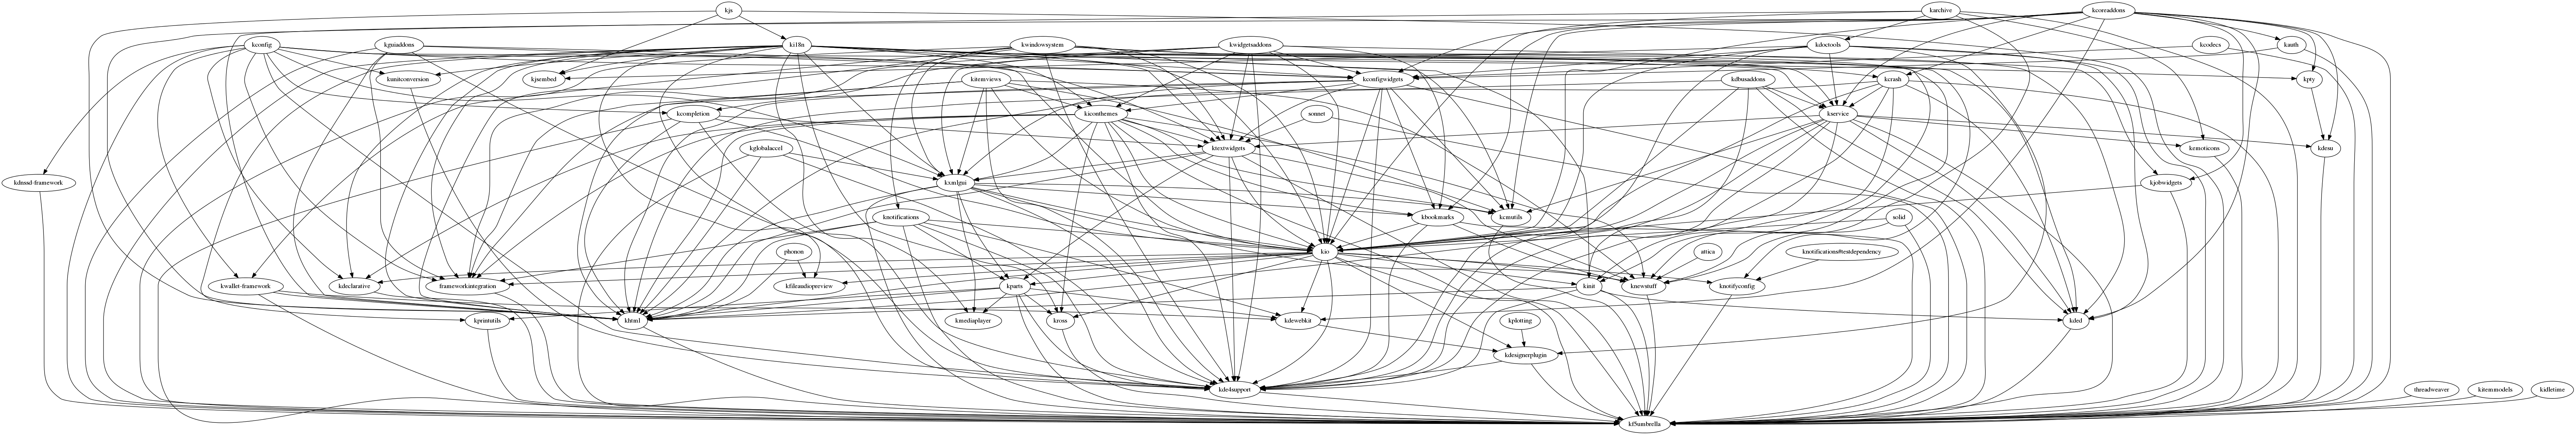 kjs
karchive
kcoreaddons
kconfig
kguiaddons
ki18n
kwindowsystem
kwidgetsaddons
kdoctools
kcodecs
kauth
kunitconversion
kjsembed
kitemviews
kconfigwidgets
kdbusaddons
kcrash
kpty
kcompletion
kiconthemes
sonnet
kservice
kglobalaccel
ktextwidgets
kemoticons
kdesu
kdnssd-framework
kxmlgui
kjobwidgets
knotifications
kbookmarks
kcmutils
solid
phonon
kio
attica
knotifications#testdependency
kwallet-framework
kdeclarative
frameworkintegration
kfileaudiopreview
kparts
kinit
knewstuff
knotifyconfig
kprintutils
khtml
kmediaplayer
kross
kdewebkit
kplotting
kded
kdesignerplugin
kde4support
threadweaver
kitemmodels
kidletime
kf5umbrella